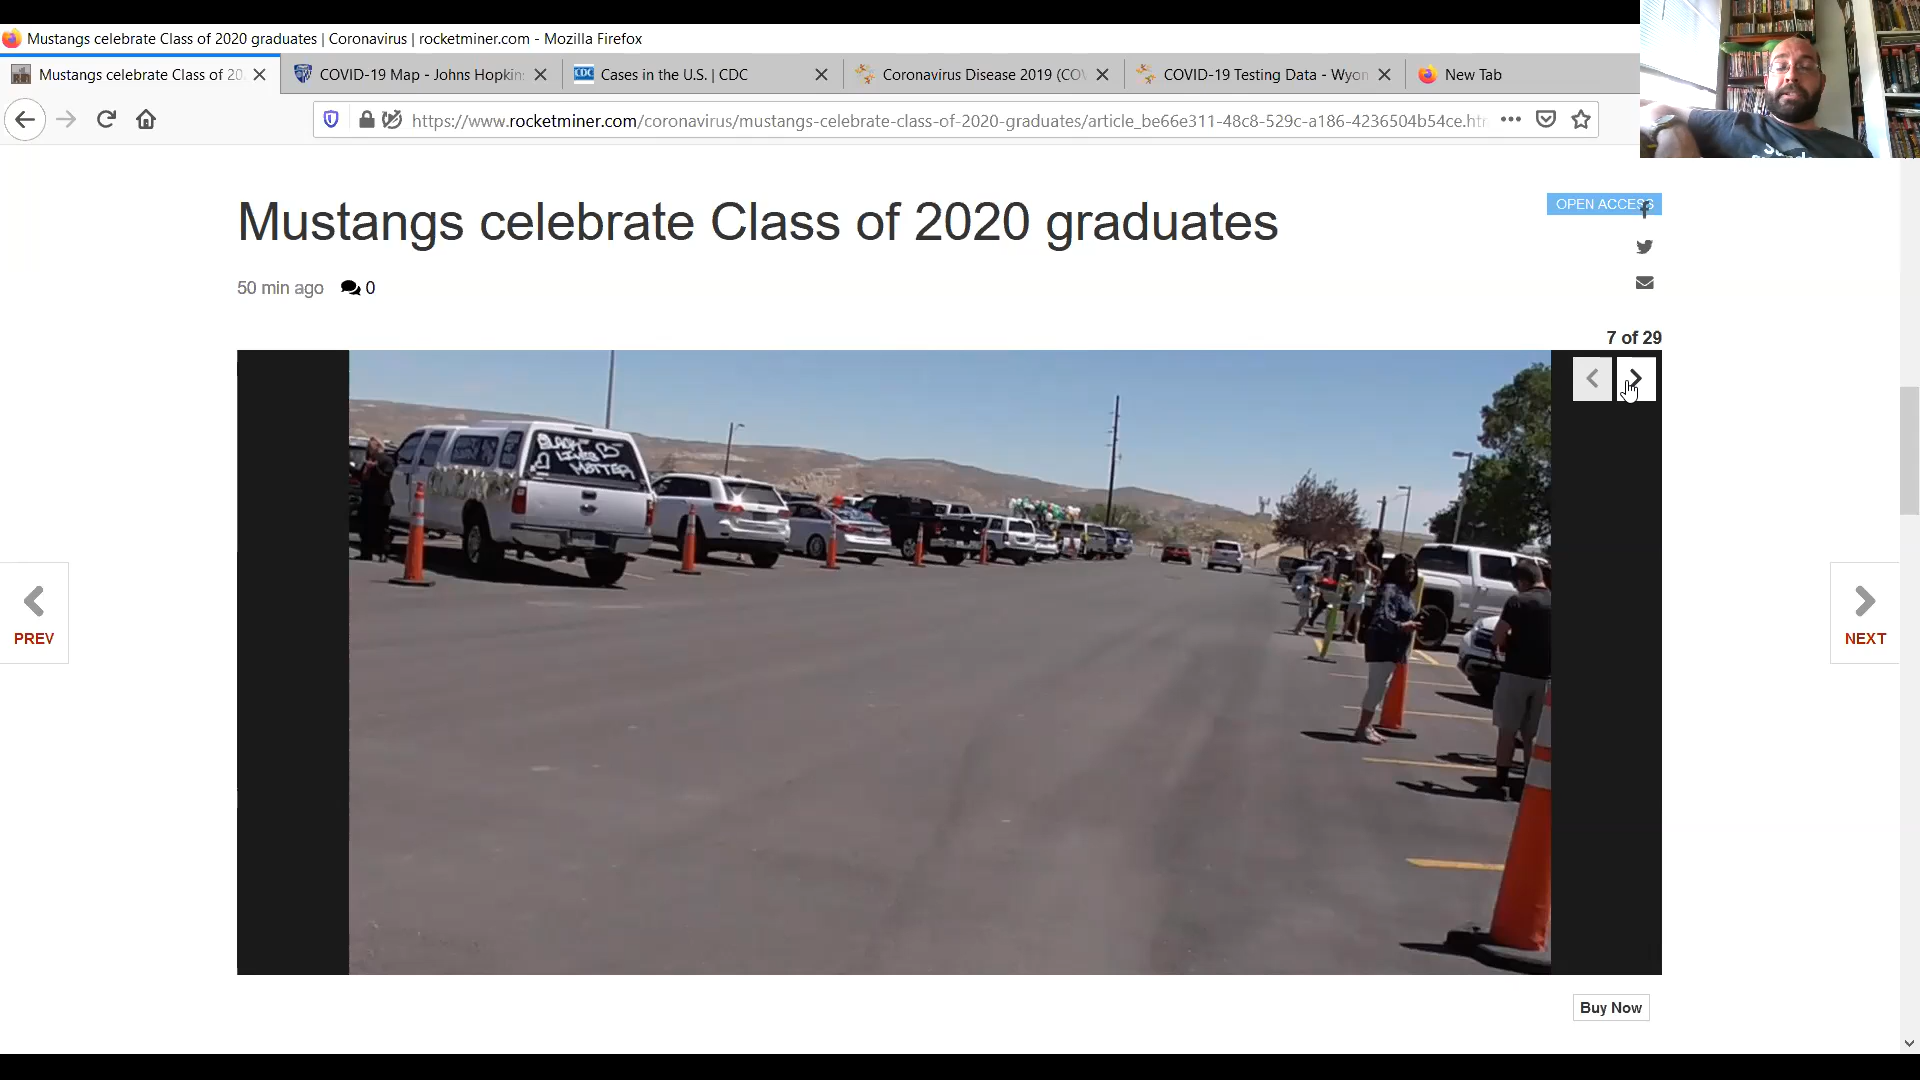 Mustangs celebrate Class of 2020 graduates | Coronavirus | rocketminer.com - Mozilla Firefox
Mustangs celebrate Class of 20
COVID-19 Map - Johns Hopkin
CDC
Cases in the U.S. | CDC
Coronavirus Disease 2019 (COV
COVID-19 Testing Data - Wyon
New Tab
https://www.rocketminer.com/coronavirus/mustangs-celebrate-class-of-2020-graduates/article_be66e311-48c8-529c-a186-4236504b54ce.htm
Mustangs celebrate Class of 2020 graduates
OPEN ACCESS
50 min ago
0
7 of 29
BLACK
LIVES
MATTER
PREV
NEXT
Buy Now